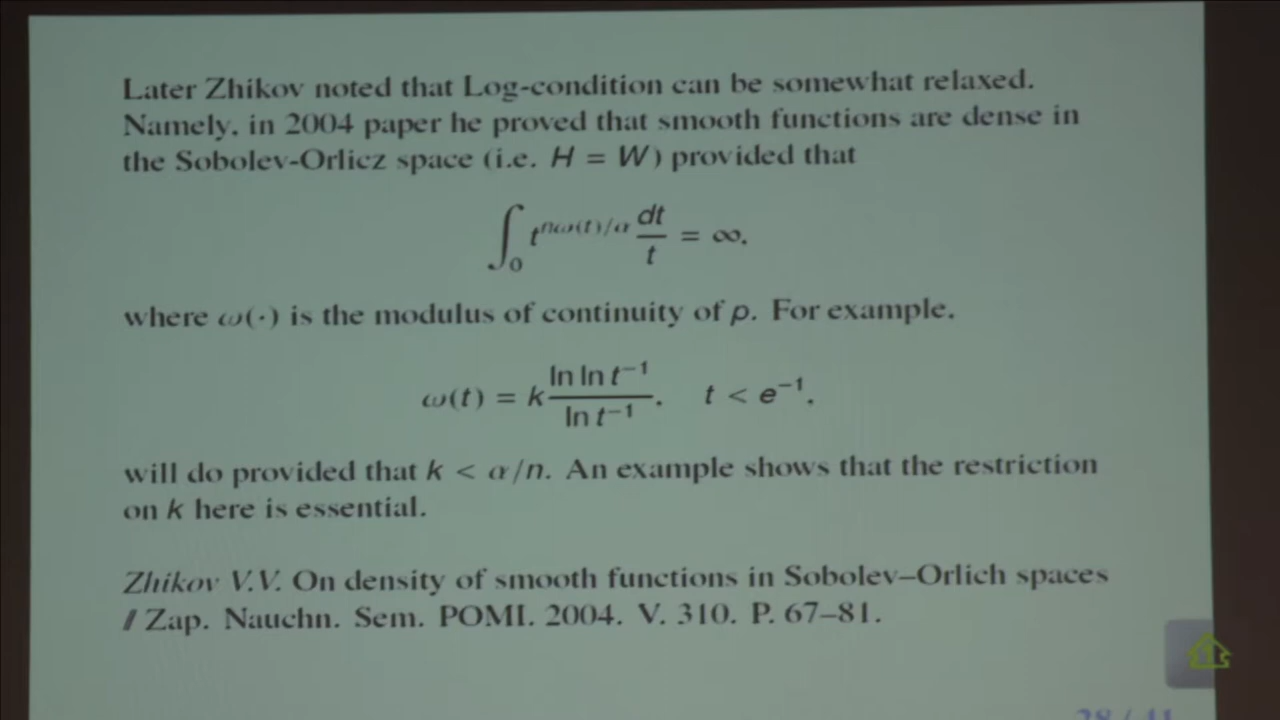 Later Zhikov noted that Log-condition can be somewhat relaxed.
Namely, in 2004 paper he proved that smooth functions are dense in
the Sobolev-Orlicz space (i.e. H = W) provided that
∫₀ t^{nω(t)/α} dt/t = ∞,
where ω(·) is the modulus of continuity of p. For example,
ω(t) = k ln ln t⁻¹ / ln t⁻¹, t < e⁻¹,
will do provided that k < α/n. An example shows that the restriction
on k here is essential.
Zhikov V.V. On density of smooth functions in Sobolev–Orlich spaces
// Zap. Nauchn. Sem. POMI. 2004. V. 310. P. 67–81.
28 / 41